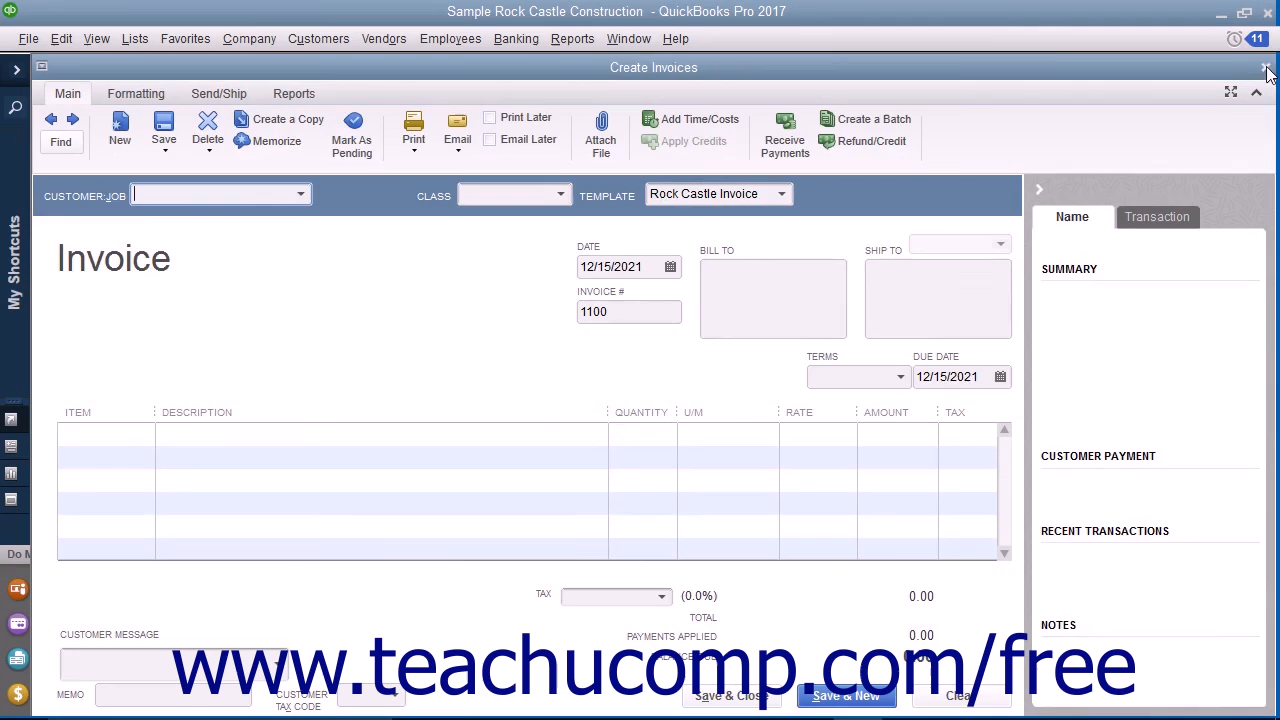 qb Sample Rock Castle Construction - QuickBooks Pro 2017
File Edit View Lists Favorites Company Customers Vendors Employees Banking Reports Window Help 11
Create Invoices
Main Formatting Send/Ship Reports
Find New Save Delete Create a Copy Memorize Mark As Pending Print Email Print Later Email Later Attach File Add Time/Costs Apply Credits Receive Payments Create a Batch Refund/Credit
CUSTOMER:JOB CLASS TEMPLATE Rock Castle Invoice
My Shortcuts
Do M
Name Transaction
Invoice
DATE
12/15/2021
INVOICE #
1100
BILL TO
SHIP TO
TERMS
DUE DATE
12/15/2021
ITEM DESCRIPTION QUANTITY U/M RATE AMOUNT TAX
TAX (0.0%) 0.00
TOTAL
PAYMENTS APPLIED 0.00
CUSTOMER MESSAGE
MEMO
CUSTOMER TAX CODE
Save & Close Save & New Clear
SUMMARY
CUSTOMER PAYMENT
RECENT TRANSACTIONS
NOTES
www.teachucomp.com/free